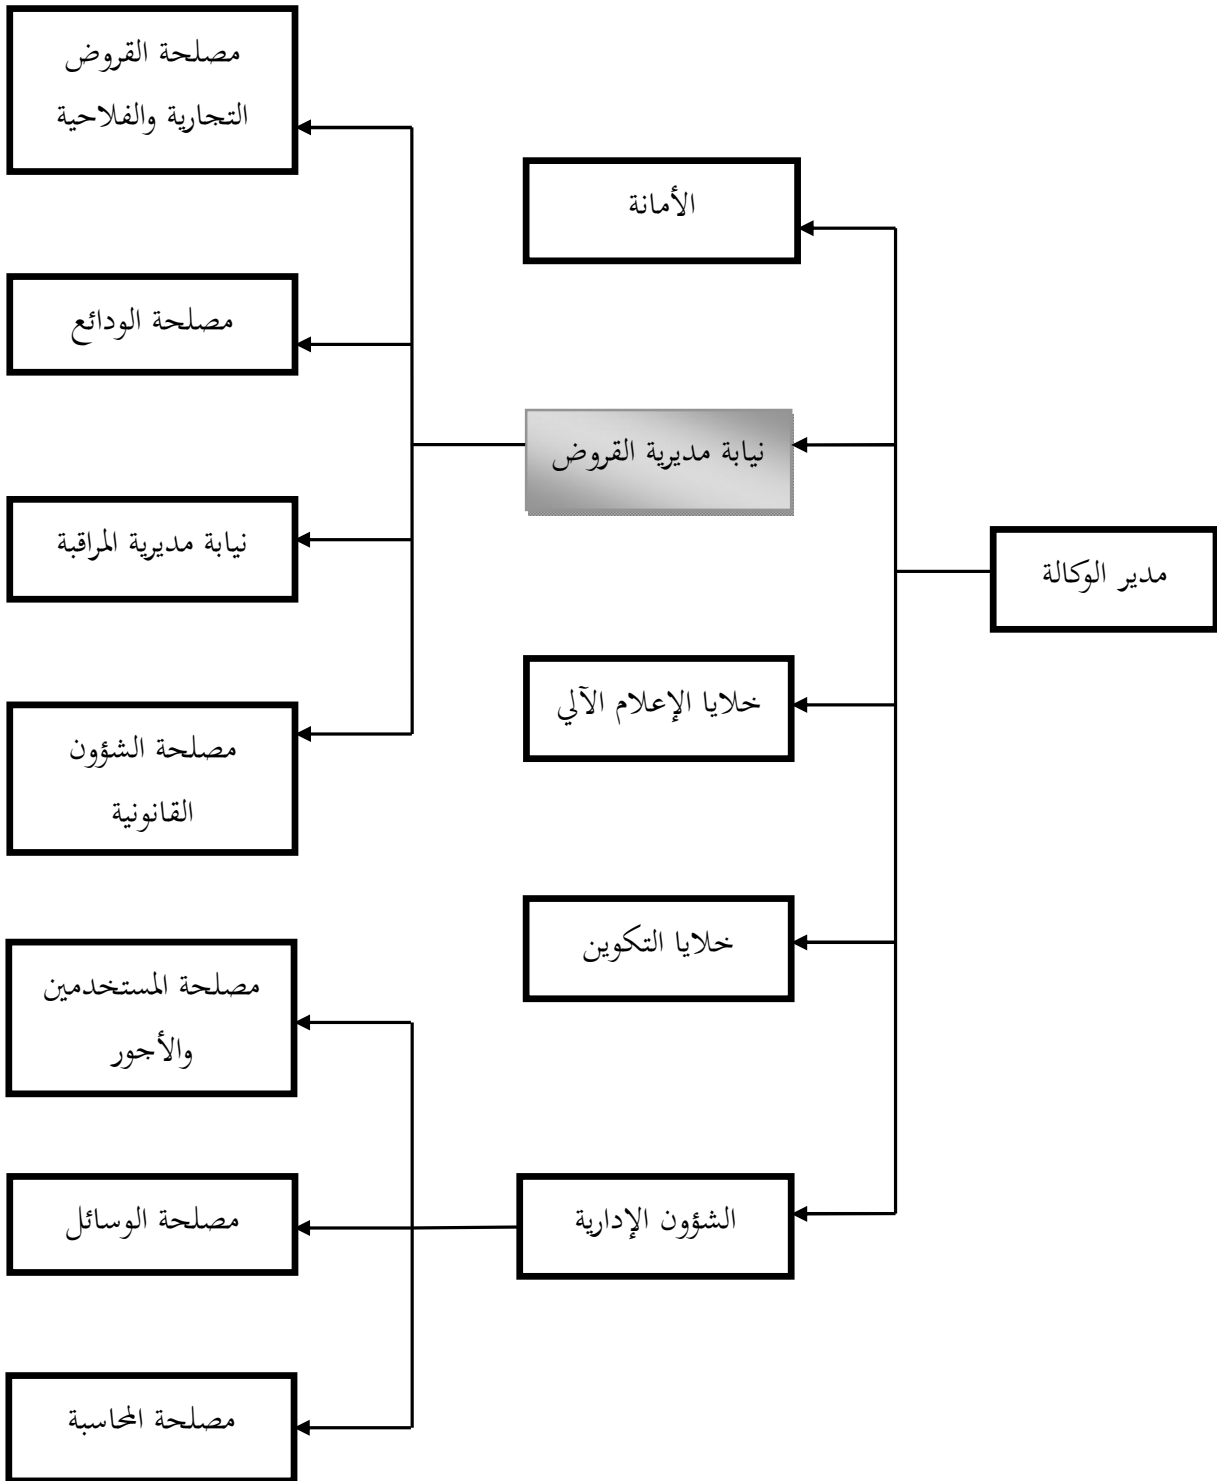 مدير الوكالة
الأمانة
نيابة مديرية القروض
خلايا الإعلام الآلي
خلايا التكوين
الشؤون الإدارية
مصلحة القروض
التجارية والفلاحية
مصلحة الودائع
نيابة مديرية المراقبة
مصلحة الشؤون
القانونية
مصلحة المستخدمين
والأجور
مصلحة الوسائل
مصلحة المحاسبة